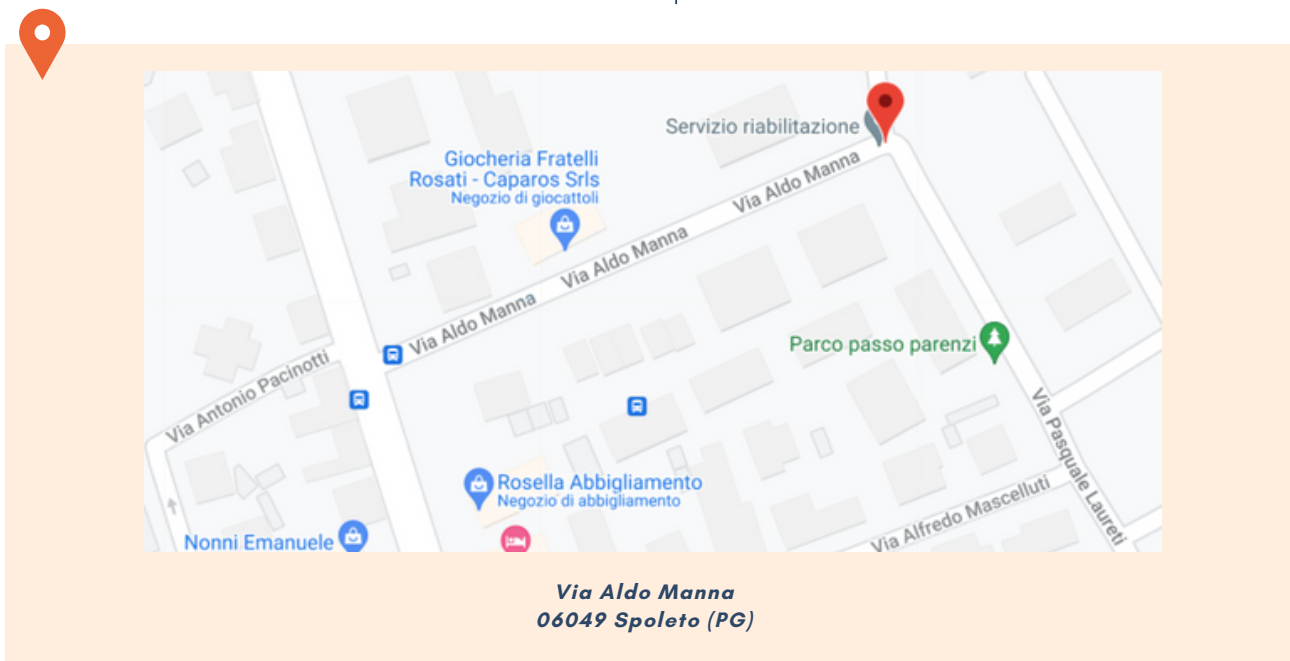 Servizio riabilitazione
Giocheria Fratelli
Rosati - Caparos Srls
Negozio di giocattoli
Via Aldo Manna
Via Aldo Manna
Via Aldo Manna
Parco passo parenzi
Via Antonio Pacinotti
Via Pasquale Laureti
Rosella Abbigliamento
Negozio di abbigliamento
Via Alfredo Mascelluti
Nonni Emanuele
Via Aldo Manna
06049 Spoleto (PG)